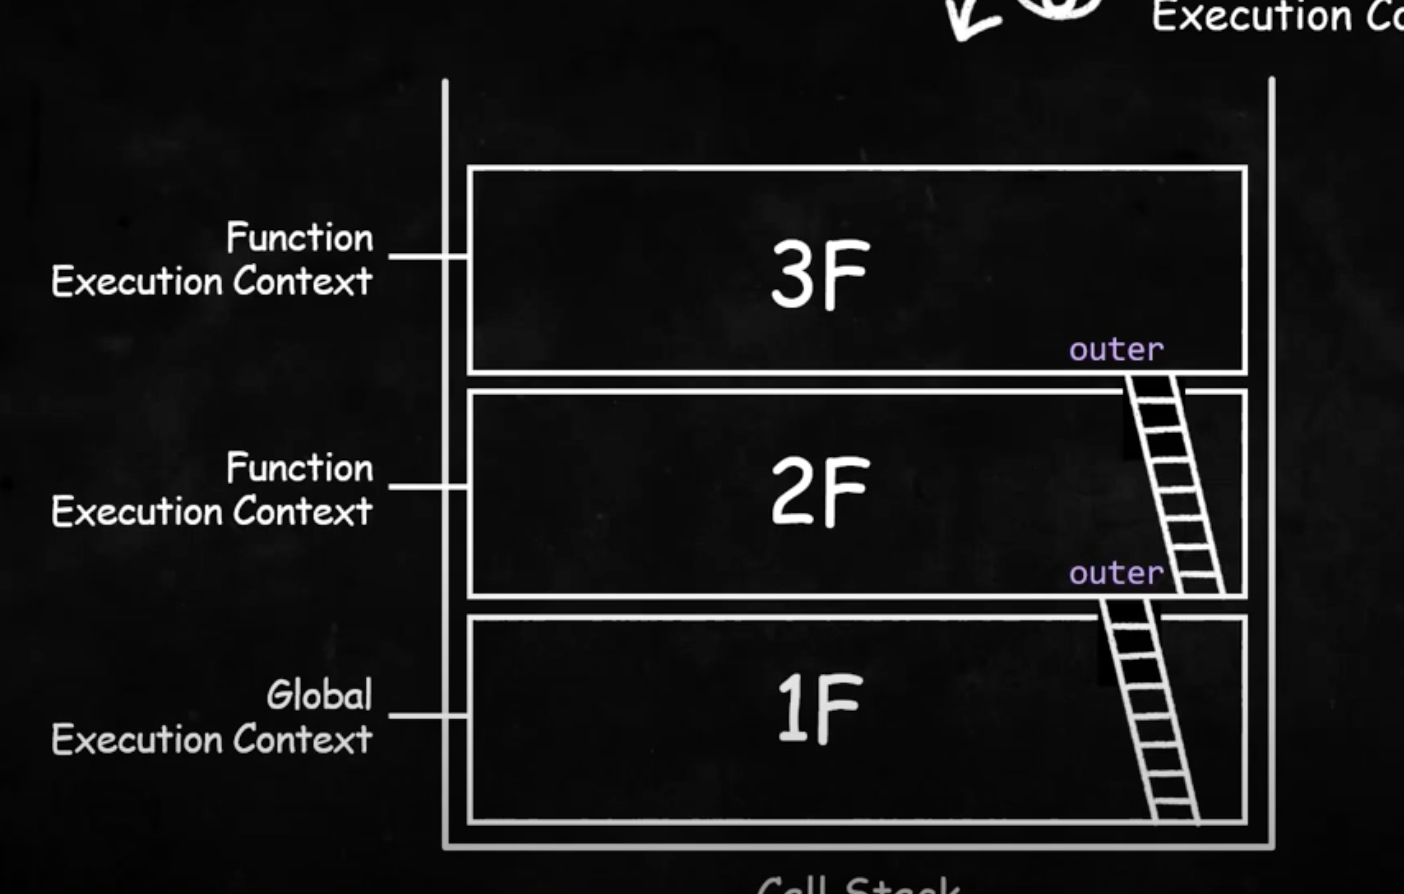 Execution Co
Function
Execution Context
3F
outer
Function
Execution Context
2F
outer
Global
Execution Context
1F
Call Stack